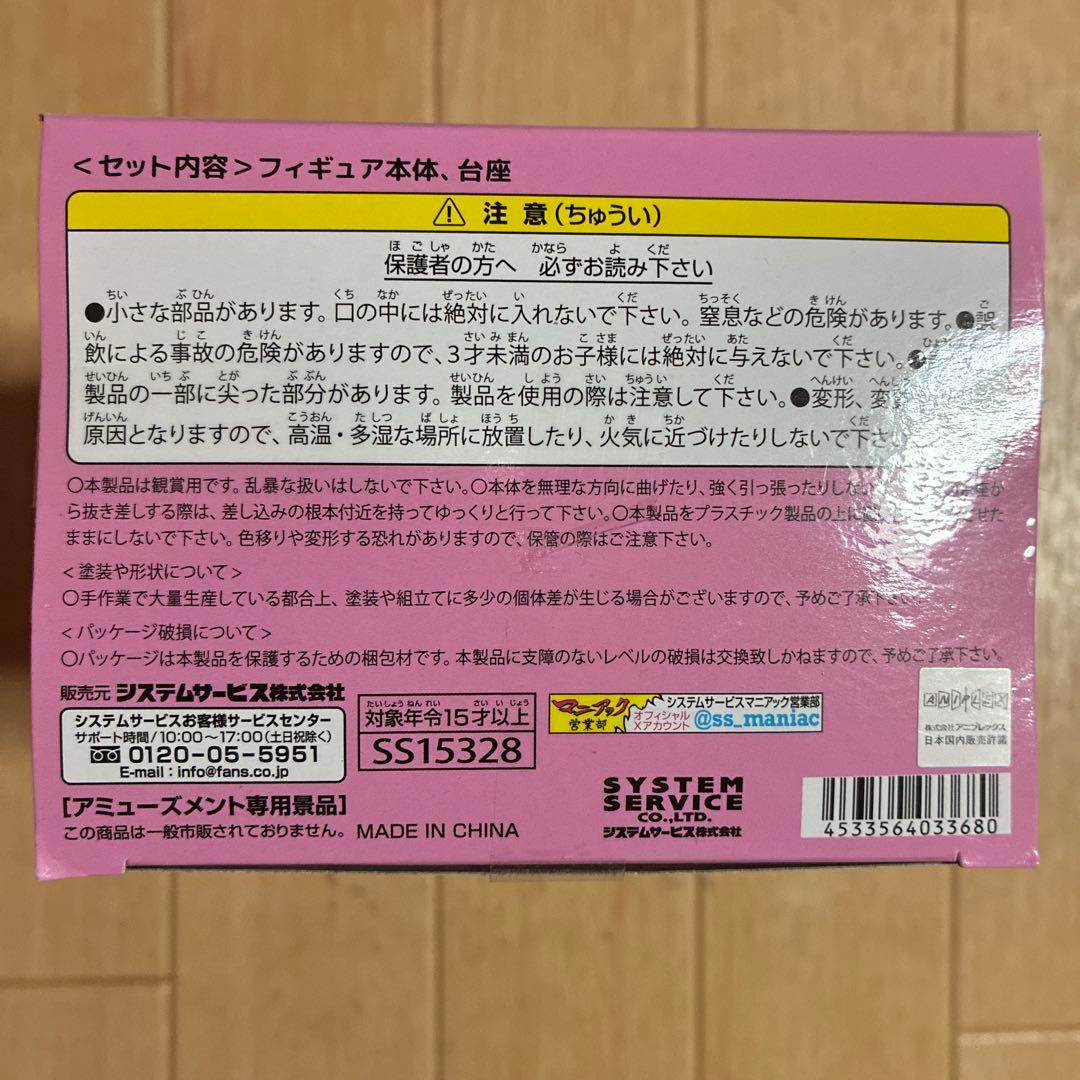 ＜セット内容＞フィギュア本体、台座
⚠ 注 意（ちゅうい）
保護者の方へ 必ずお読み下さい
●小さな部品があります。口の中には絶対に入れないで下さい。窒息などの危険があります。●誤
飲による事故の危険がありますので、3才未満のお子様には絶対に与えないで下さい。●
製品の一部に尖った部分があります。製品を使用の際は注意して下さい。●変形、変
原因となりますので、高温・多湿な場所に放置したり、火気に近づけたりしないで下さ
○本製品は観賞用です。乱暴な扱いはしないで下さい。○本体を無理な方向に曲げたり、強く引っ張ったりしない
ら抜き差しする際は、差し込みの根本付近を持ってゆっくりと行って下さい。○本製品をプラスチック製品の上に
ままにしないで下さい。色移りや変形する恐れがありますので、保管の際はご注意下さい。
＜塗装や形状について＞
○手作業で大量生産している都合上、塗装や組立てに多少の個体差が生じる場合がございますので、予めご了承下さい。
＜パッケージ破損について＞
○パッケージは本製品を保護するための梱包材です。本製品に支障のないレベルの破損は交換致しかねますので、予めご了承下さい。
販売元 システムサービス株式会社
システムサービスお客様サービスセンター
サポート時間/10:00〜17:00(土日祝除く)
0120-05-5951
E-mail：info@fans.co.jp
対象年令15才以上
SS15328
マニアック営業部
システムサービスマニアック営業部
オフィシャルXアカウント @ss_maniac
ANIPLEX
株式会社アニプレックス
日本国内販売許諾
[アミューズメント専用景品]
この商品は一般市販されておりません。 MADE IN CHINA
SYSTEM
SERVICE
CO.,LTD.
システムサービス株式会社
4533564033680